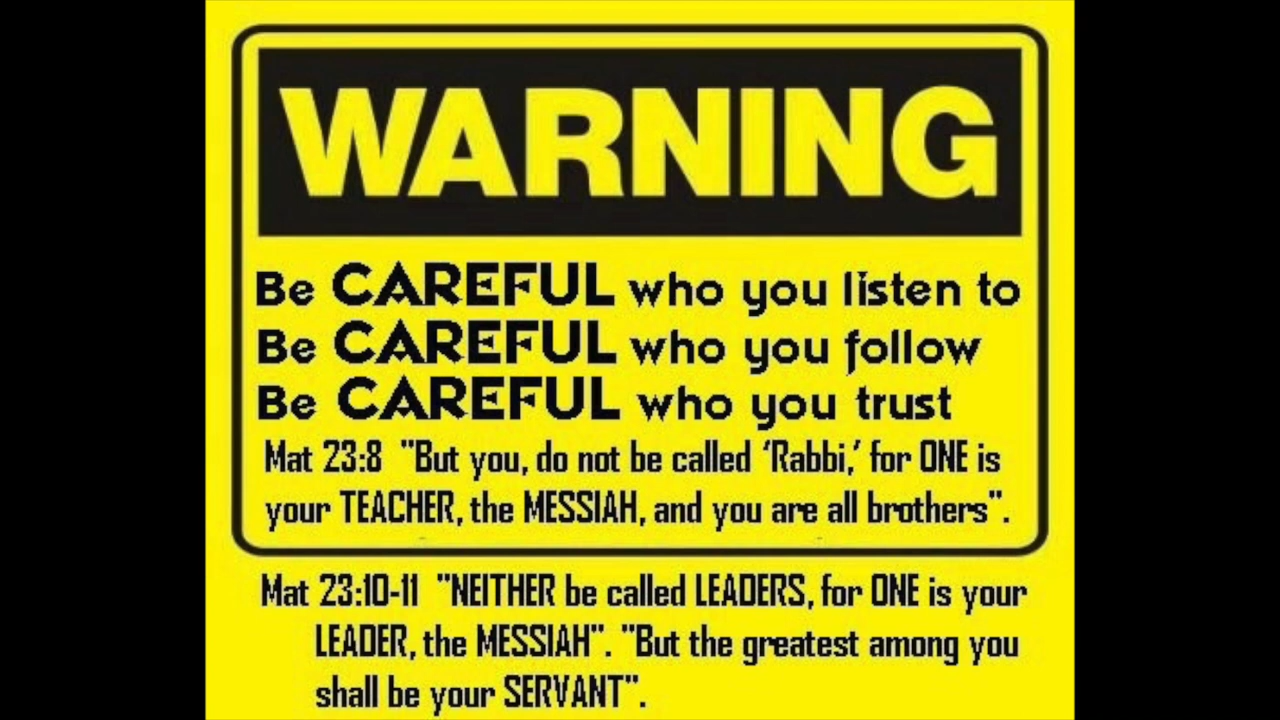 WARNING
Be CAREFUL who you listen to
Be CAREFUL who you follow
Be CAREFUL who you trust
Mat 23:8 "But you, do not be called ‘Rabbi,’ for ONE is
your TEACHER, the MESSIAH, and you are all brothers".
Mat 23:10-11 "NEITHER be called LEADERS, for ONE is your
LEADER, the MESSIAH". "But the greatest among you
shall be your SERVANT".